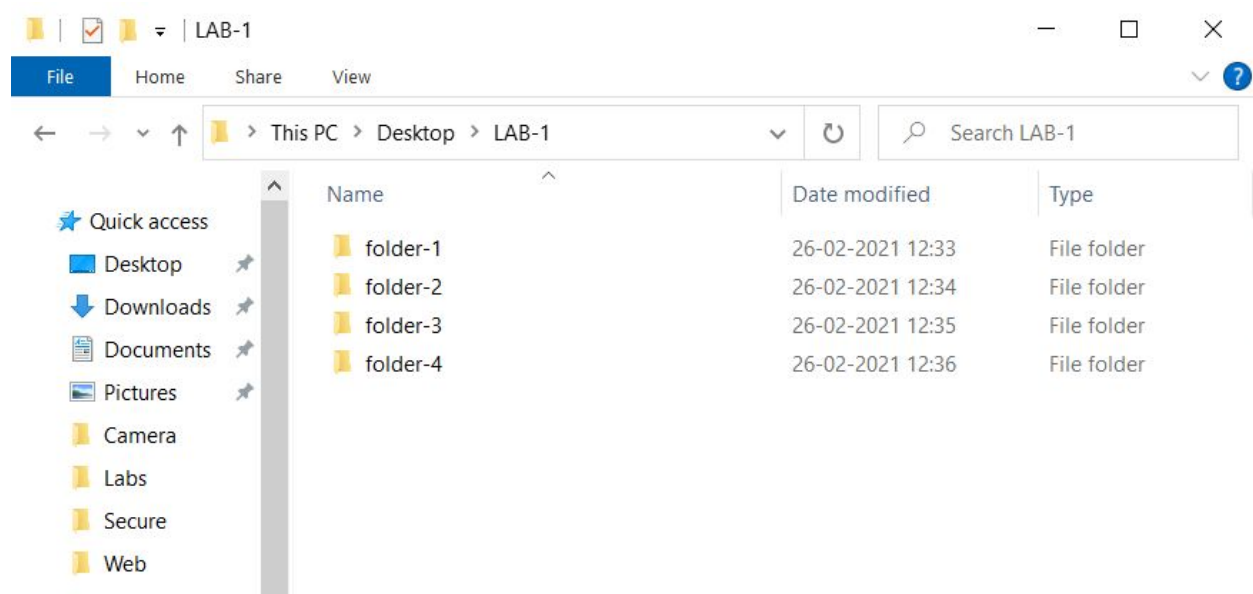 LAB-1
File Home Share View
This PC > Desktop > LAB-1 Search LAB-1
Name Date modified Type
Quick access
Desktop
Downloads
Documents
Pictures
Camera
Labs
Secure
Web
folder-1 26-02-2021 12:33 File folder
folder-2 26-02-2021 12:34 File folder
folder-3 26-02-2021 12:35 File folder
folder-4 26-02-2021 12:36 File folder